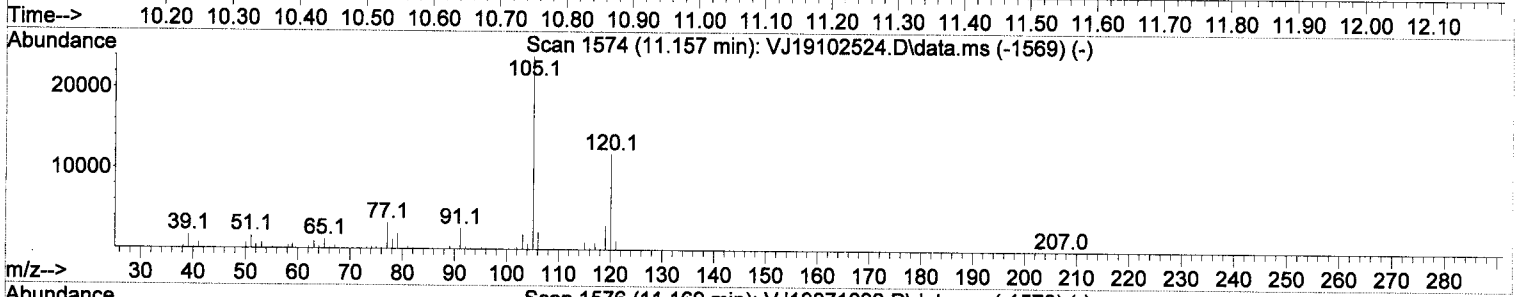 Time--> 10.20 10.30 10.40 10.50 10.60 10.70 10.80 10.90 11.00 11.10 11.20 11.30 11.40 11.50 11.60 11.70 11.80 11.90 12.00 12.10
Abundance
Scan 1574 (11.157 min): VJ19102524.D\data.ms (-1569) (-)
105.1
20000
120.1
10000
39.1 51.1 65.1 77.1 91.1
207.0
m/z--> 30 40 50 60 70 80 90 100 110 120 130 140 150 160 170 180 190 200 210 220 230 240 250 260 270 280
Abundance